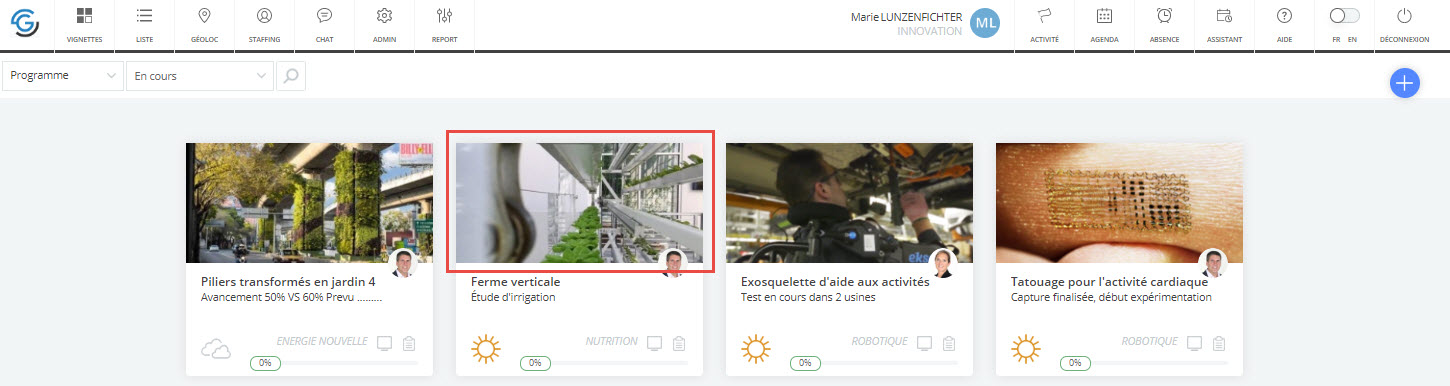 Marie LUNZENFICHTER
INNOVATION
ML
VIGNETTES
LISTE
GÉOLOC
STAFFING
CHAT
ADMIN
REPORT
ACTIVITÉ
AGENDA
ABSENCE
ASSISTANT
AIDE
FR EN
DÉCONNEXION
Programme
En cours
BILLY-ELL
Piliers transformés en jardin 4
Avancement 50% VS 60% Prevu .........
ENERGIE NOUVELLE
0%
Ferme verticale
Étude d'irrigation
NUTRITION
0%
eks
Exosquelette d'aide aux activités
Test en cours dans 2 usines
ROBOTIQUE
0%
Tatouage pour l'activité cardiaque
Capture finalisée, début expérimentation
ROBOTIQUE
0%